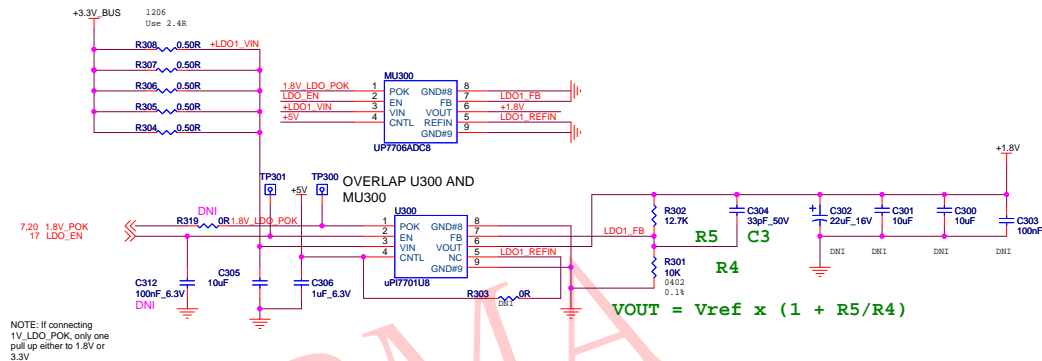 +3.3V_BUS
1206
Use 2.4R
R308 0.50R +LDO1_VIN
R307 0.50R
R306 0.50R
R305 0.50R
R304 0.50R
MU300
1.8V_LDO_POK 1 POK GND#8 8
LDO_EN 2 EN FB 7 LDO1_FB
+LDO1_VIN 3 VIN VOUT 6 +1.8V
+5V 4 CNTL REFIN 5 LDO1_REFIN
GND#9 9
UP7706ADC8
TP301
+5V
TP300
OVERLAP U300 AND
MU300
+1.8V
DNI
7,20 1.8V_POK R319 0R 1.8V_LDO_POK
17 LDO_EN
U300
1 POK GND#8 8
2 EN FB 7 LDO1_FB
3 VIN VOUT 6
4 CNTL NC 5 LDO1_REFIN
GND#9 9
uPI7701U8
R302
12.7K
R5
C304
33pF_50V
C3
C302
22uF_16V
DNI
C301
10uF
DNI
C300
10uF
DNI
C303
100nF
DNI
R301
10K
0402
0.1%
R4
C312
100nF_6.3V
DNI
C305
10uF
C306
1uF_6.3V
R303 0R
DNI
VOUT = Vref x (1 + R5/R4)
NOTE: If connecting
1V_LDO_POK, only one
pull up either to 1.8V or
3.3V